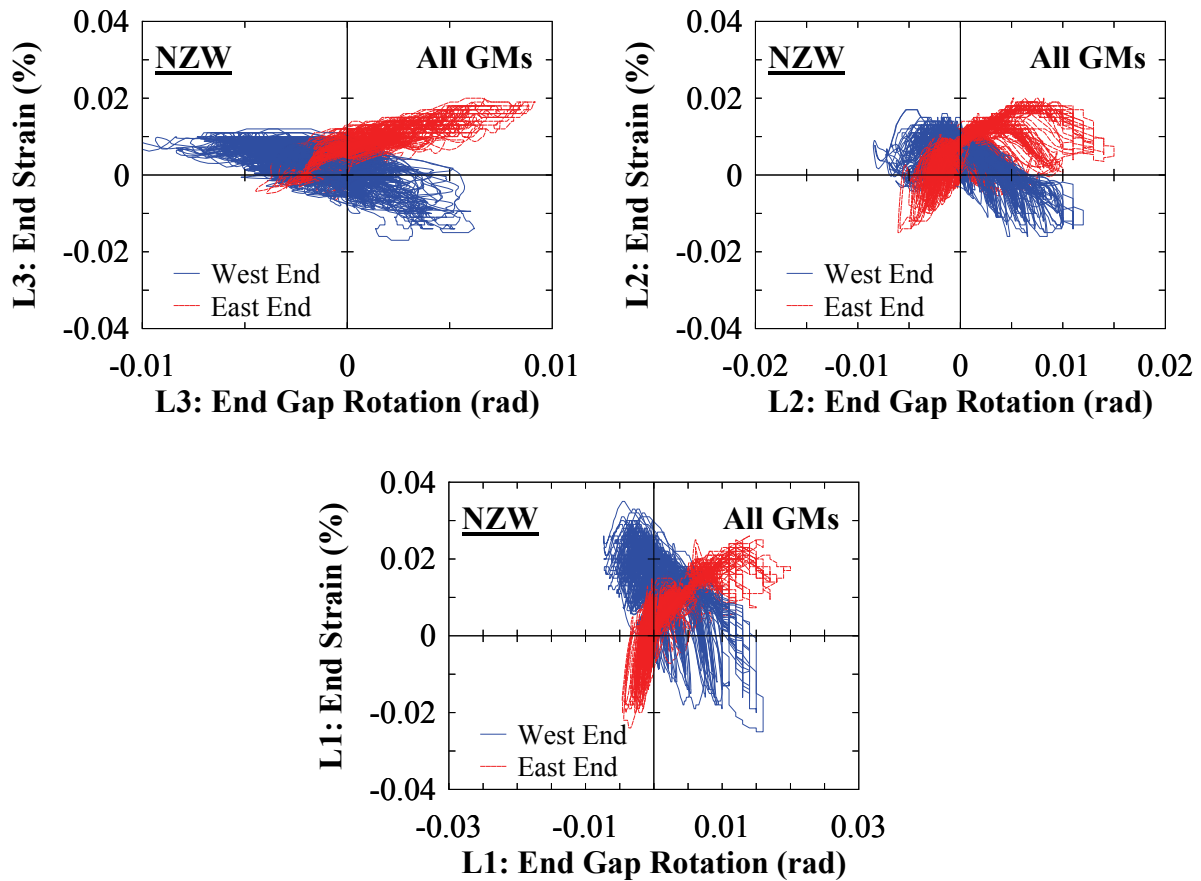 0.04
NZW All GMs
0.02
0
-0.02
West End
East End
-0.04
-0.01 0 0.01
L3: End Strain (%)
L3: End Gap Rotation (rad)
0.04
NZW All GMs
0.02
0
-0.02
West End
East End
-0.04
-0.02 -0.01 0 0.01 0.02
L2: End Strain (%)
L2: End Gap Rotation (rad)
0.04
NZW All GMs
0.02
0
-0.02
West End
East End
-0.04
-0.03 -0.01 0.01 0.03
L1: End Strain (%)
L1: End Gap Rotation (rad)